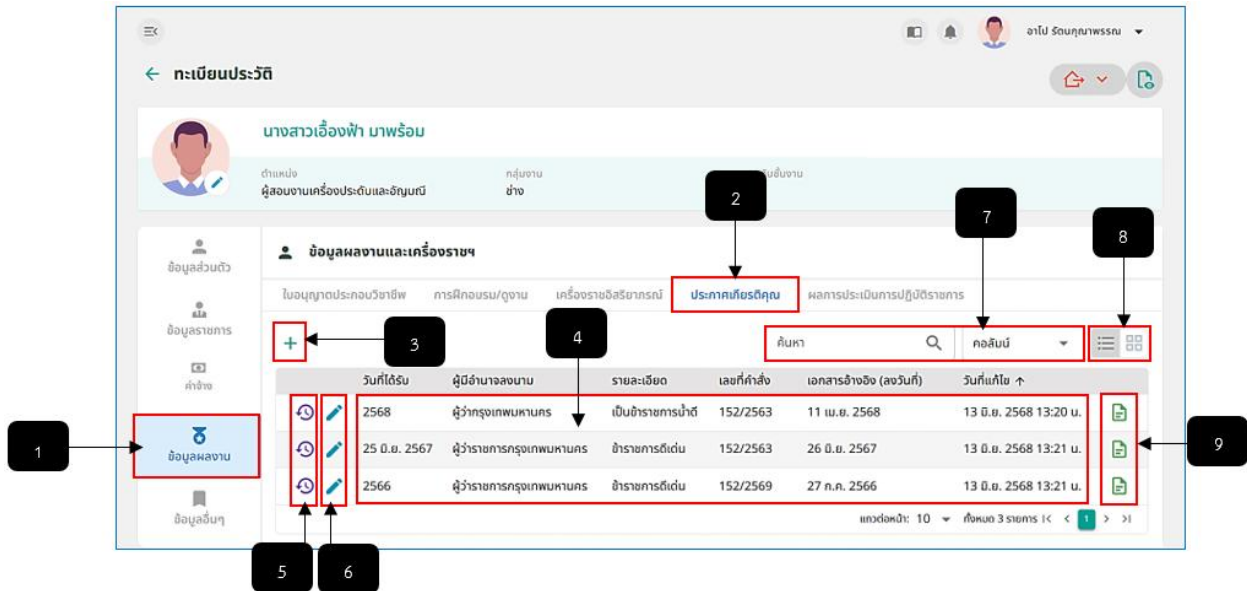 อาโป รัตนกุณาพรรณ
ทะเบียนประวัติ
นางสาวเอื้องฟ้า มาพร้อม
ตำแหน่ง กลุ่มงาน
ผู้สอนงานเครื่องประดับและอัญมณี ช่าง
2
7
8
ข้อมูลส่วนตัว
ข้อมูลผลงานและเครื่องราชฯ
ใบอนุญาตประกอบวิชาชีพ การฝึกอบรม/ดูงาน เครื่องราชอิสริยาภรณ์ ประกาศเกียรติคุณ ผลการประเมินการปฏิบัติราชการ
ข้อมูลราชการ
3
4
ค้นหา คอลัมน์
ค่าจ้าง
วันที่ได้รับ ผู้มีอำนาจลงนาม รายละเอียด เลขที่คำสั่ง เอกสารอ้างอิง (ลงวันที่) วันที่แก้ไข
2568 ผู้ว่ากรุงเทพมหานคร เป็นข้าราชการน้ำดี 152/2563 11 เม.ย. 2568 13 มิ.ย. 2568 13:20 น.
1
ข้อมูลผลงาน
25 มิ.ย. 2567 ผู้ว่าราชการกรุงเทพมหานคร ข้าราชการดีเด่น 152/2563 26 มิ.ย. 2567 13 มิ.ย. 2568 13:21 น.
9
2566 ผู้ว่าราชการกรุงเทพมหานคร ข้าราชการดีเด่น 152/2569 27 ก.ค. 2566 13 มิ.ย. 2568 13:21 น.
ข้อมูลอื่นๆ
แถวต่อหน้า: 10 ทั้งหมด 3 รายการ 1
5
6